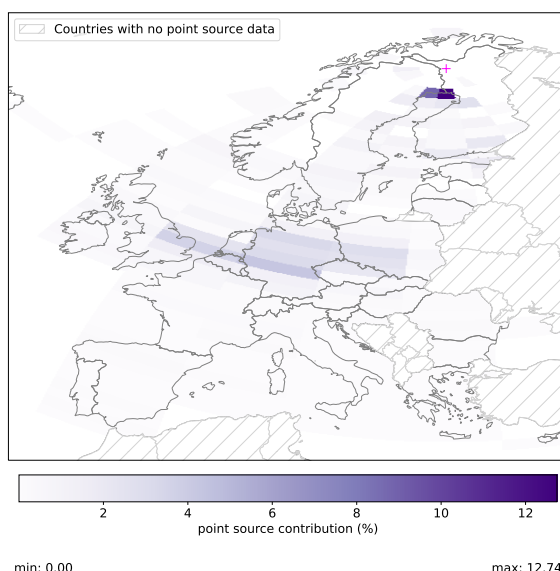 Countries with no point source data
2 4 6 8 10 12
point source contribution (%)
min: 0.00 max: 12.74